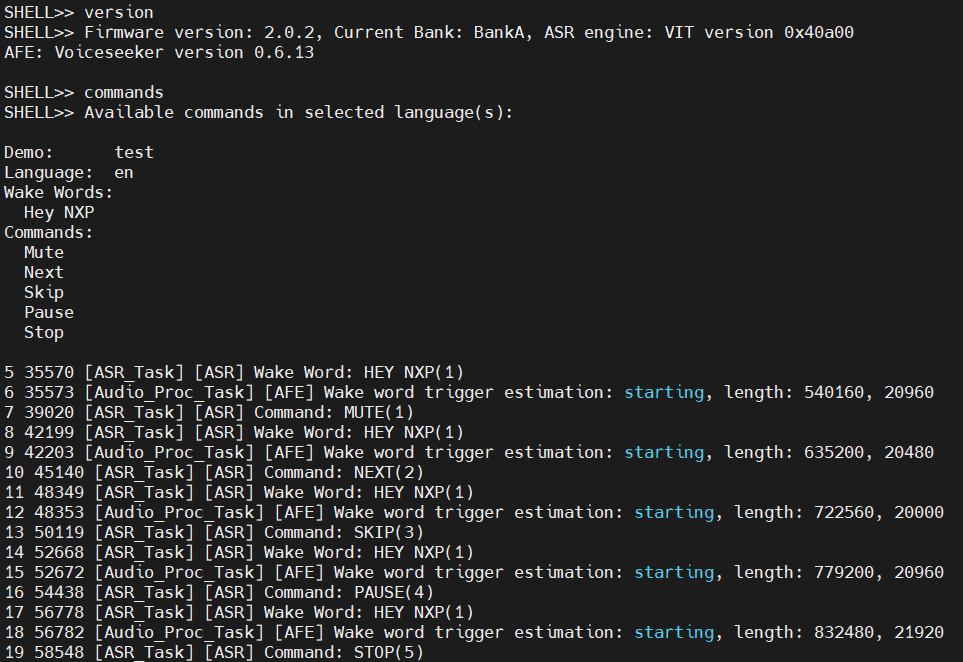 SHELL>> version
SHELL>> Firmware version: 2.0.2, Current Bank: BankA, ASR engine: VIT version 0x40a00
AFE: Voiceseeker version 0.6.13
SHELL>> commands
SHELL>> Available commands in selected language(s):
Demo: test
Language: en
Wake Words:
Hey NXP
Commands:
Mute
Next
Skip
Pause
Stop
5 35570 [ASR_Task] [ASR] Wake Word: HEY NXP(1)
6 35573 [Audio_Proc_Task] [AFE] Wake word trigger estimation: starting, length: 540160, 20960
7 39020 [ASR_Task] [ASR] Command: MUTE(1)
8 42199 [ASR_Task] [ASR] Wake Word: HEY NXP(1)
9 42203 [Audio_Proc_Task] [AFE] Wake word trigger estimation: starting, length: 635200, 20480
10 45140 [ASR_Task] [ASR] Command: NEXT(2)
11 48349 [ASR_Task] [ASR] Wake Word: HEY NXP(1)
12 48353 [Audio_Proc_Task] [AFE] Wake word trigger estimation: starting, length: 722560, 20000
13 50119 [ASR_Task] [ASR] Command: SKIP(3)
14 52668 [ASR_Task] [ASR] Wake Word: HEY NXP(1)
15 52672 [Audio_Proc_Task] [AFE] Wake word trigger estimation: starting, length: 779200, 20960
16 54438 [ASR_Task] [ASR] Command: PAUSE(4)
17 56778 [ASR_Task] [ASR] Wake Word: HEY NXP(1)
18 56782 [Audio_Proc_Task] [AFE] Wake word trigger estimation: starting, length: 832480, 21920
19 58548 [ASR_Task] [ASR] Command: STOP(5)